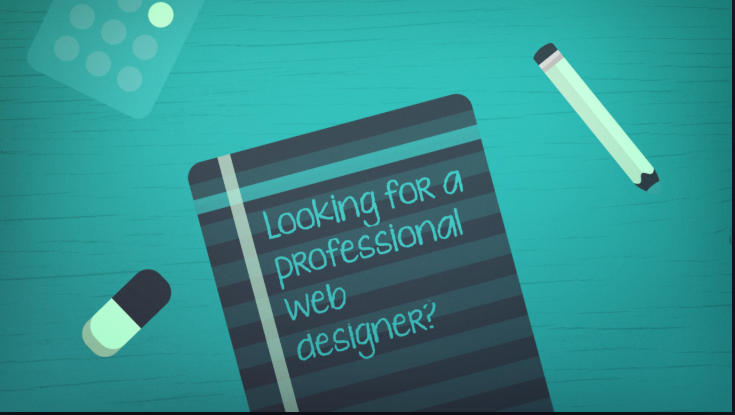 Looking for a
professional
web
designer?